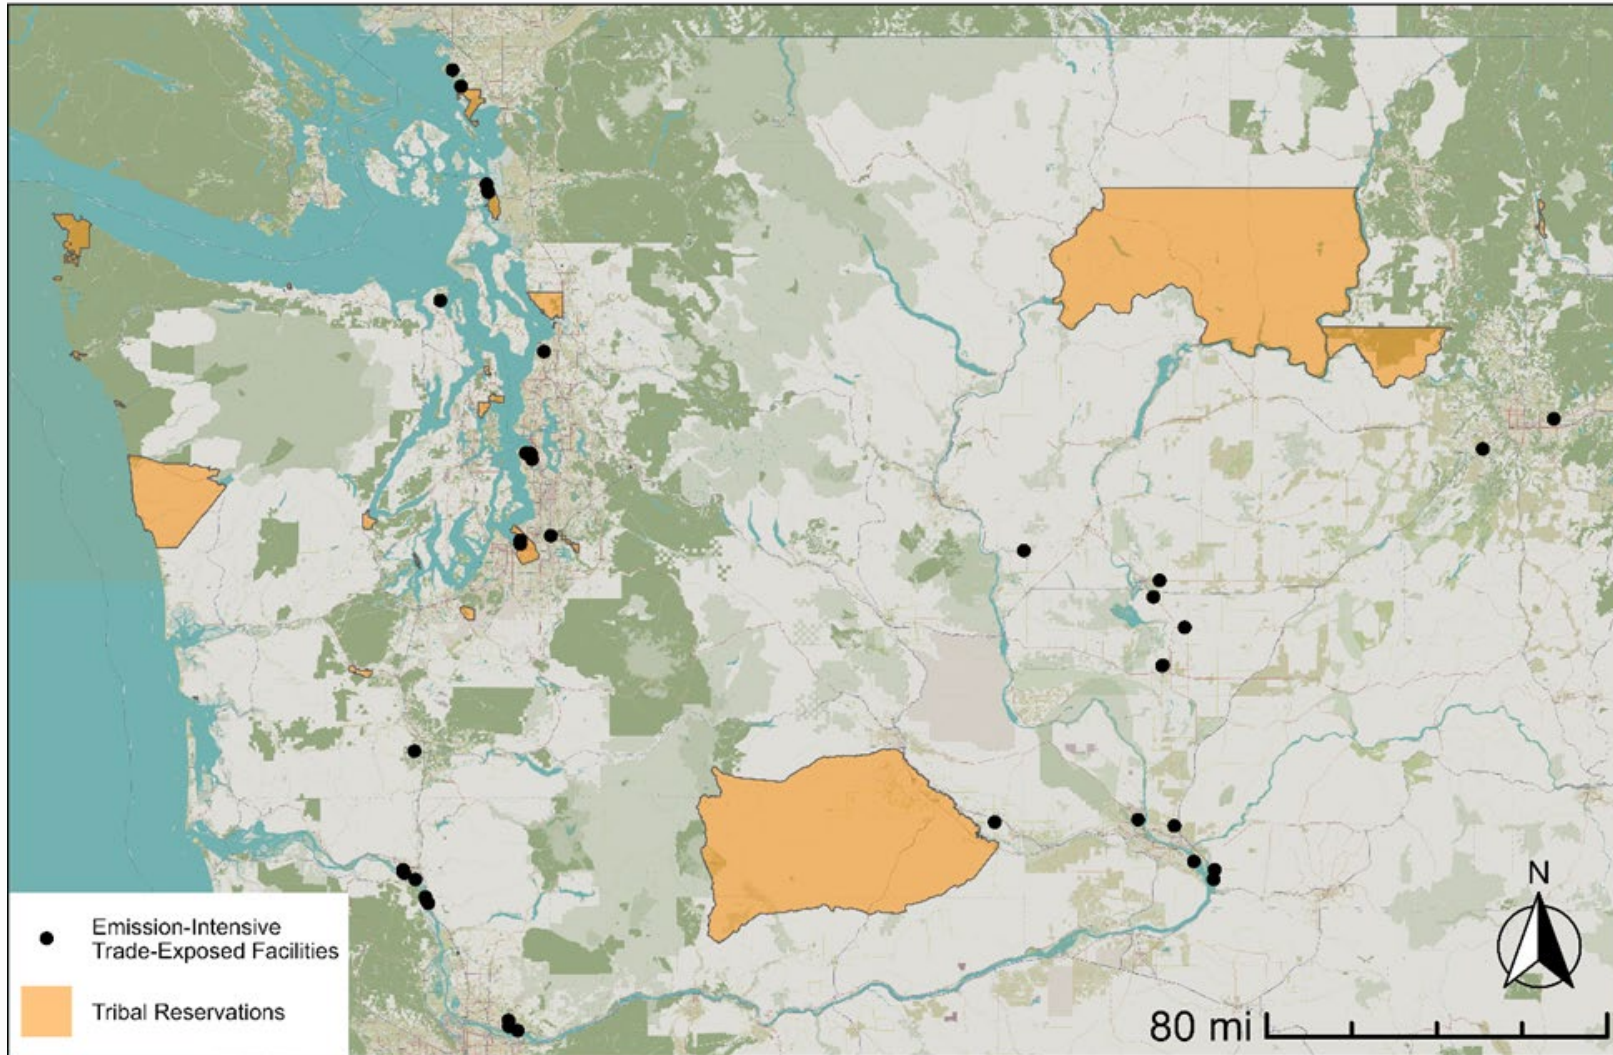 Emission-Intensive
Trade-Exposed Facilities
Tribal Reservations
N
80 mi